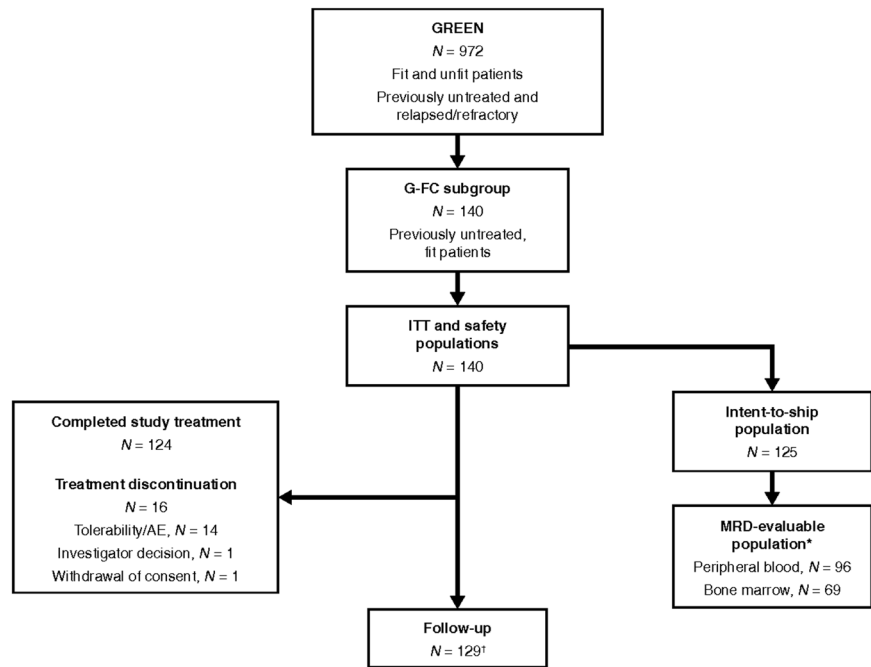 GREEN
N = 972
Fit and unfit patients
Previously untreated and
relapsed/refractory
G-FC subgroup
N = 140
Previously untreated,
fit patients
ITT and safety
populations
N = 140
Completed study treatment
N = 124
Treatment discontinuation
N = 16
Tolerability/AE, N = 14
Investigator decision, N = 1
Withdrawal of consent, N = 1
Intent-to-ship
population
N = 125
MRD-evaluable
population*
Peripheral blood, N = 96
Bone marrow, N = 69
Follow-up
N = 129†